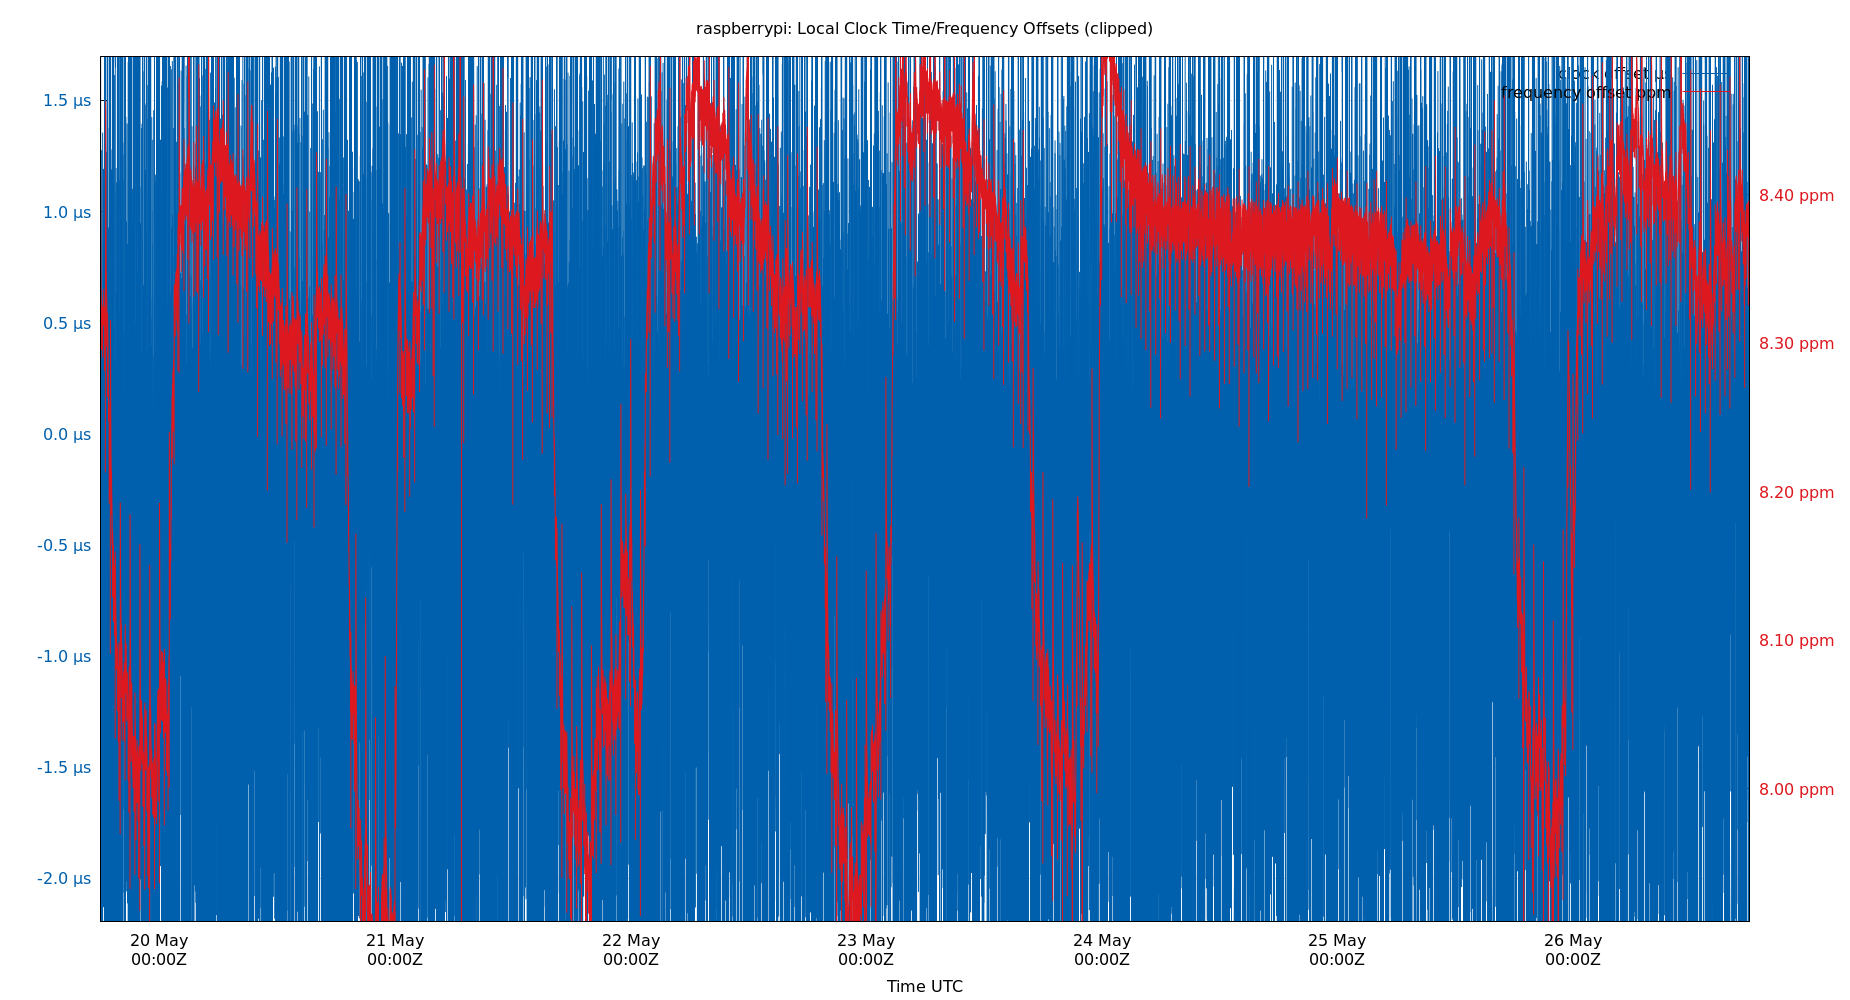 raspberrypi: Local Clock Time/Frequency Offsets (clipped)
clock offset µs
frequency offset ppm
1.5 µs
1.0 µs
0.5 µs
0.0 µs
-0.5 µs
-1.0 µs
-1.5 µs
-2.0 µs
8.40 ppm
8.30 ppm
8.20 ppm
8.10 ppm
8.00 ppm
20 May
00:00Z
21 May
00:00Z
22 May
00:00Z
23 May
00:00Z
24 May
00:00Z
25 May
00:00Z
26 May
00:00Z
Time UTC